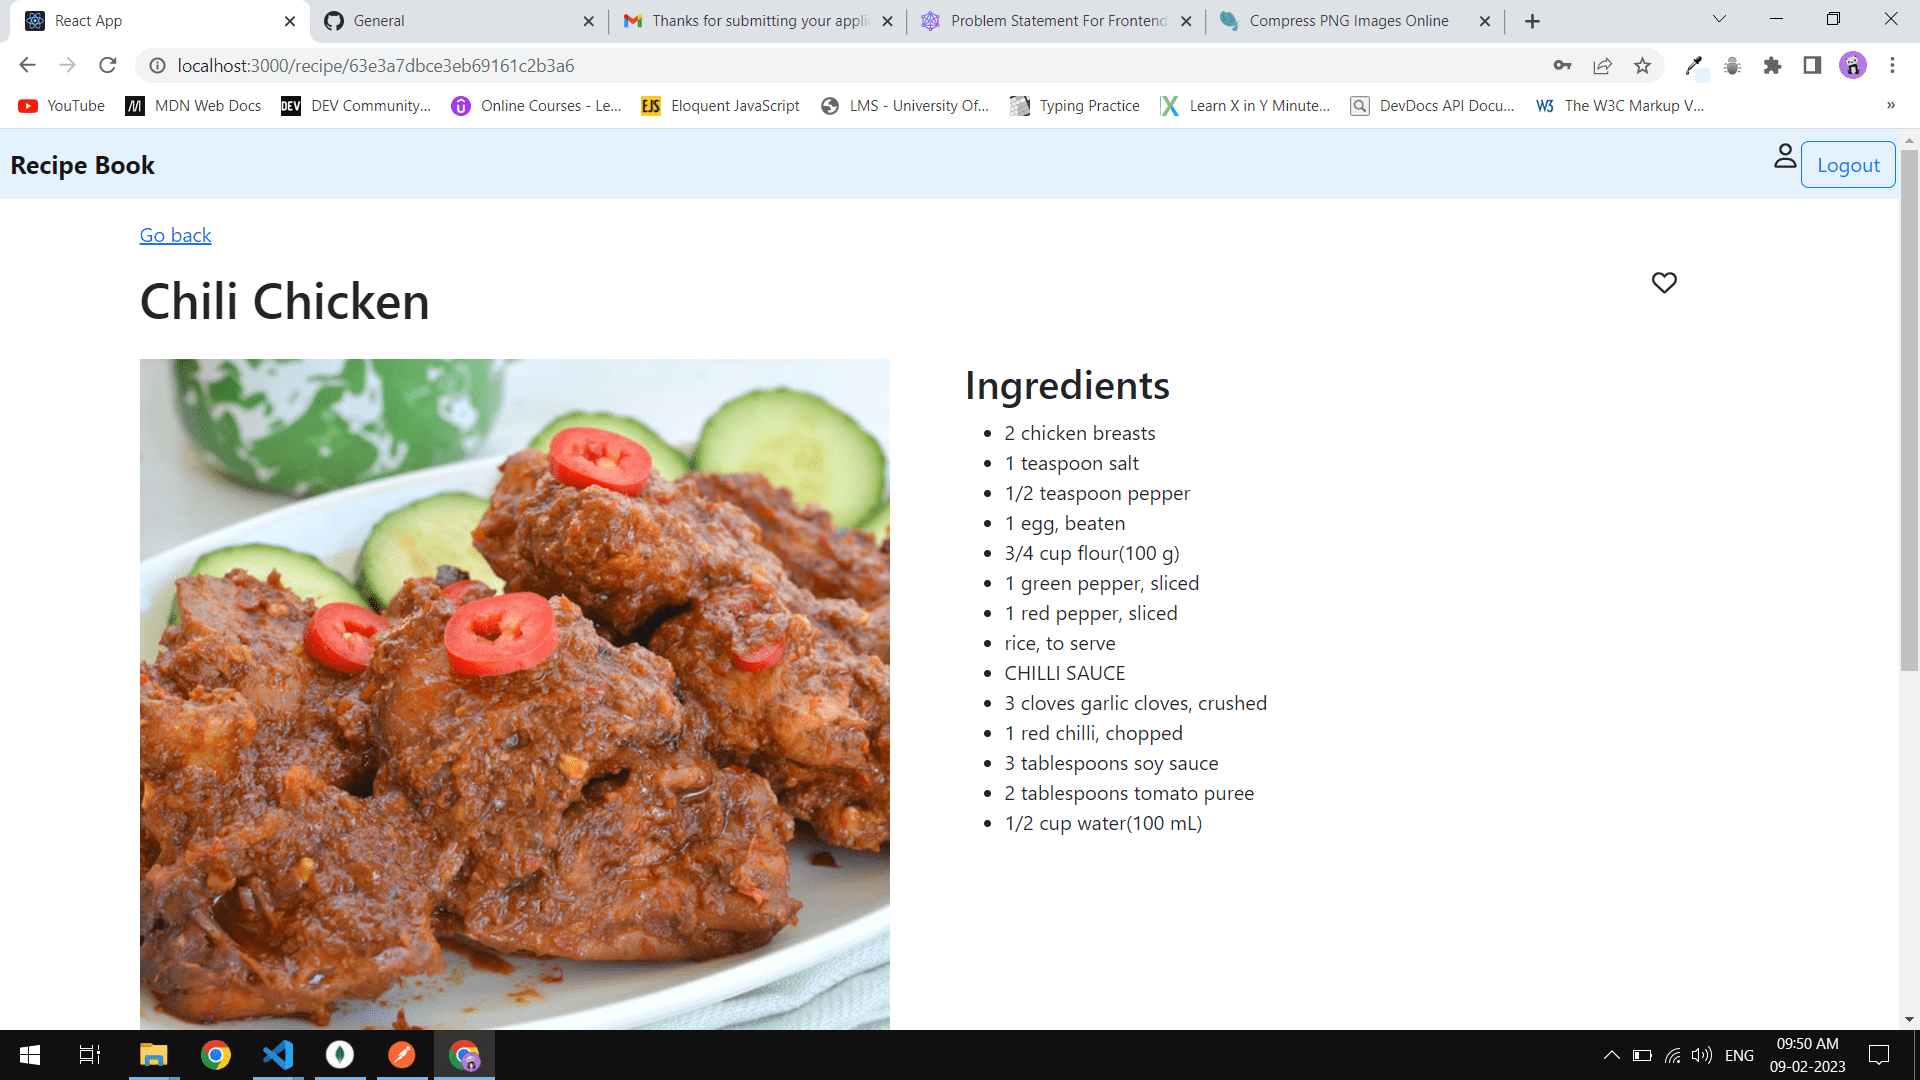 React App
General
Thanks for submitting your applic
Problem Statement For Frontend
Compress PNG Images Online
localhost:3000/recipe/63e3a7dbce3eb69161c2b3a6
YouTube
MDN Web Docs
DEV DEV Community...
Online Courses - Le...
EJS Eloquent JavaScript
LMS - University Of...
Typing Practice
Learn X in Y Minute...
DevDocs API Docu...
W3 The W3C Markup V...
Recipe Book
Logout
Go back
Chili Chicken
Ingredients
2 chicken breasts
1 teaspoon salt
1/2 teaspoon pepper
1 egg, beaten
3/4 cup flour(100 g)
1 green pepper, sliced
1 red pepper, sliced
rice, to serve
CHILLI SAUCE
3 cloves garlic cloves, crushed
1 red chilli, chopped
3 tablespoons soy sauce
2 tablespoons tomato puree
1/2 cup water(100 mL)
ENG
09:50 AM
09-02-2023